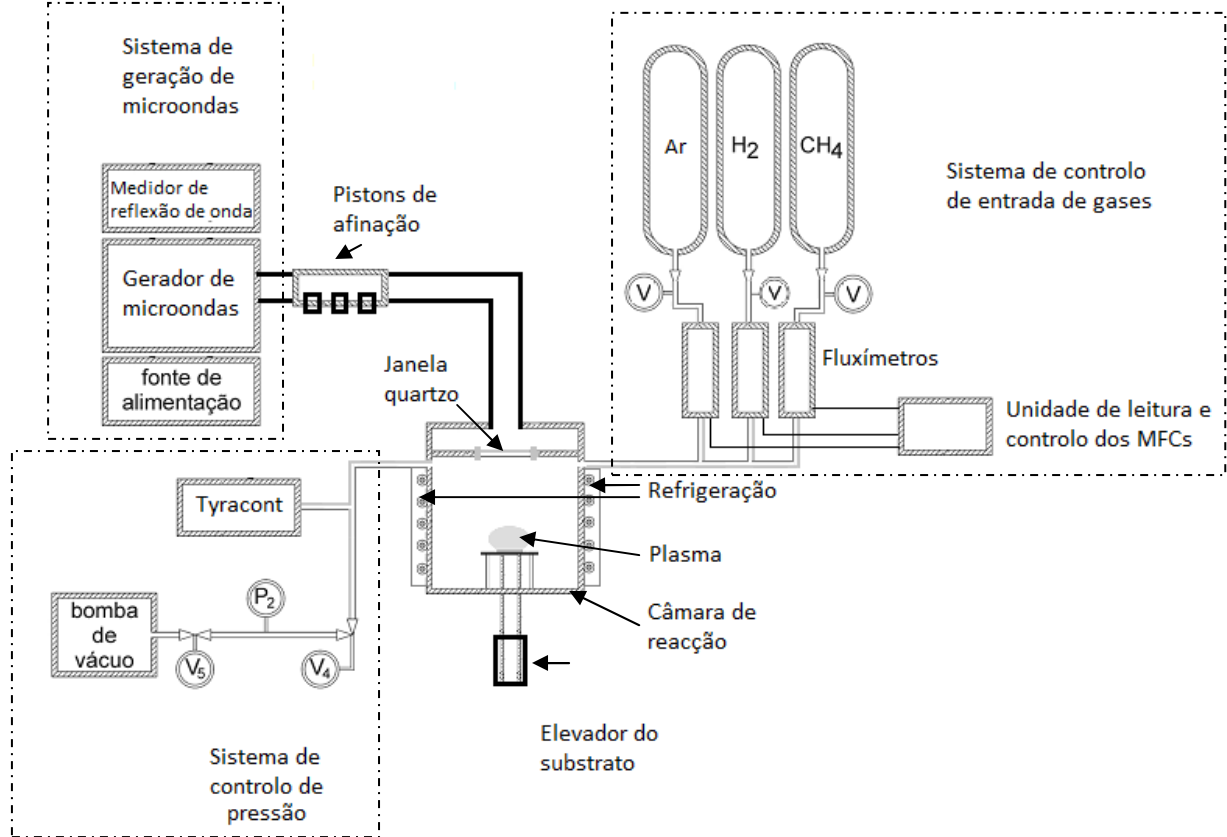 Sistema de
geração de
microondas
Medidor de
reflexão de onda
Gerador de
microondas
fonte de
alimentação
Pistons de
afinação
Janela
quartzo
Ar
H2
CH4
V
V
V
Sistema de controlo
de entrada de gases
Fluxímetros
Unidade de leitura e
controlo dos MFCs
Refrigeração
Plasma
Câmara de
reacção
Elevador do
substrato
Tyracont
P2
bomba
de
vácuo
V5
V4
Sistema de
controlo de
pressão